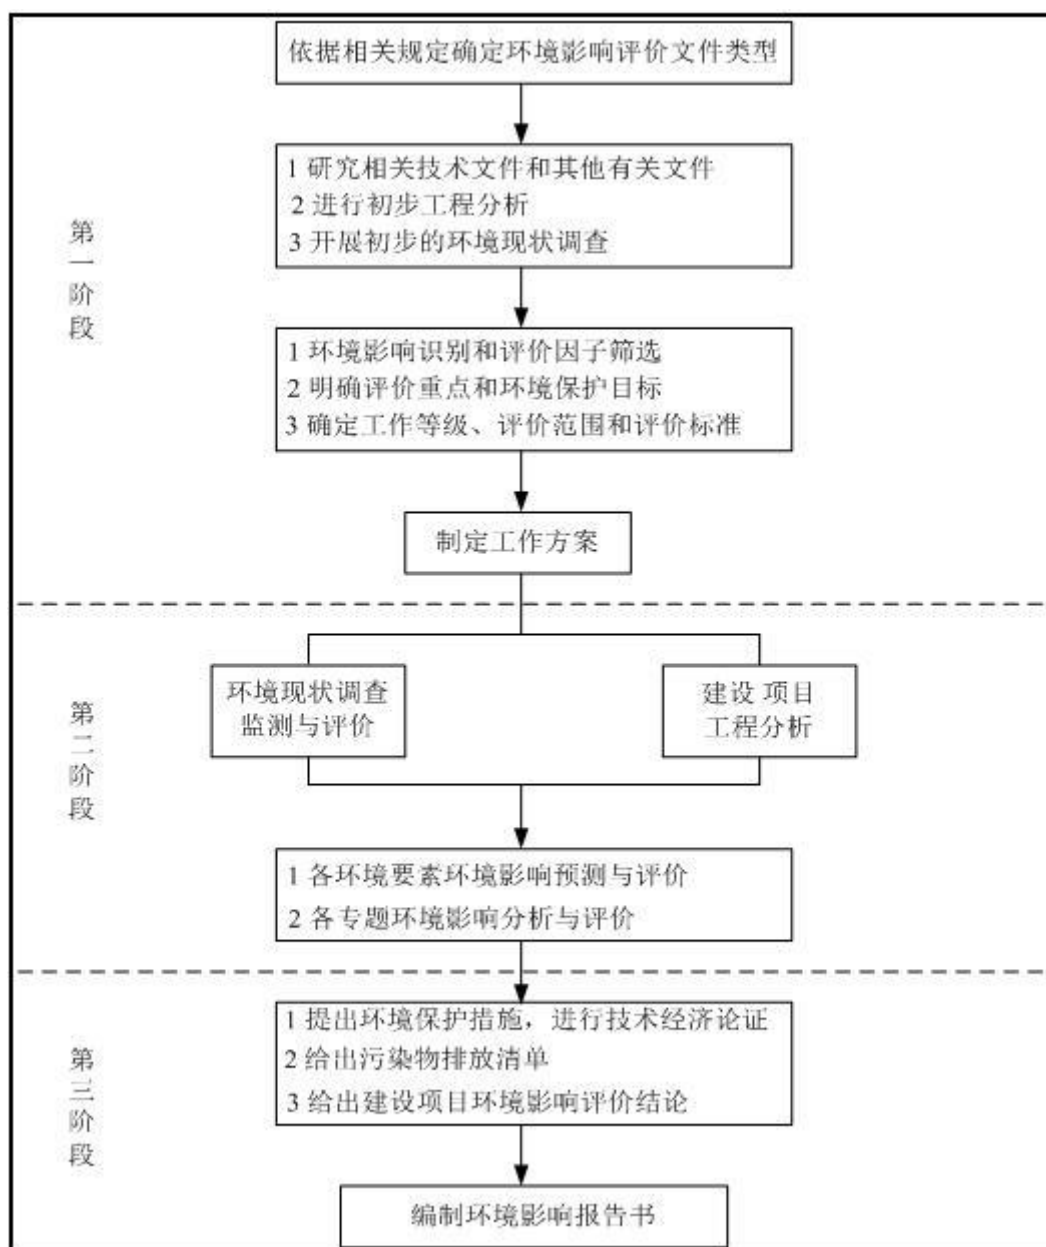 依据相关规定确定环境影响评价文件类型
1 研究相关技术文件和其他有关文件
2 进行初步工程分析
3 开展初步的环境现状调查
第一阶段
1 环境影响识别和评价因子筛选
2 明确评价重点和环境保护目标
3 确定工作等级、评价范围和评价标准
制定工作方案
第二阶段
环境现状调查
监测与评价
建设 项目
工程分析
1 各环境要素环境影响预测与评价
2 各专题环境影响分析与评价
第三阶段
1 提出环境保护措施，进行技术经济论证
2 给出污染物排放清单
3 给出建设项目环境影响评价结论
编制环境影响报告书